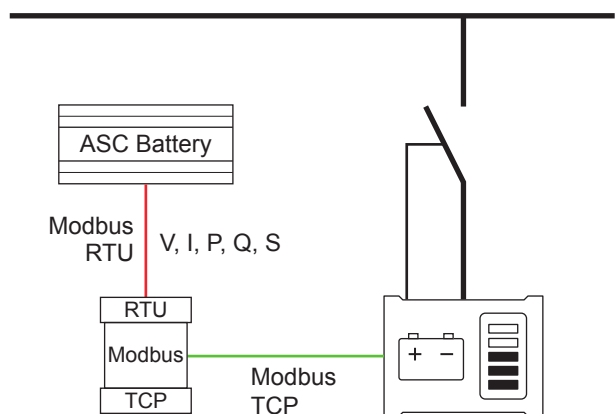 ASC Battery
Modbus
RTU
V, I, P, Q, S
RTU
Modbus
TCP
Modbus
TCP
+ −